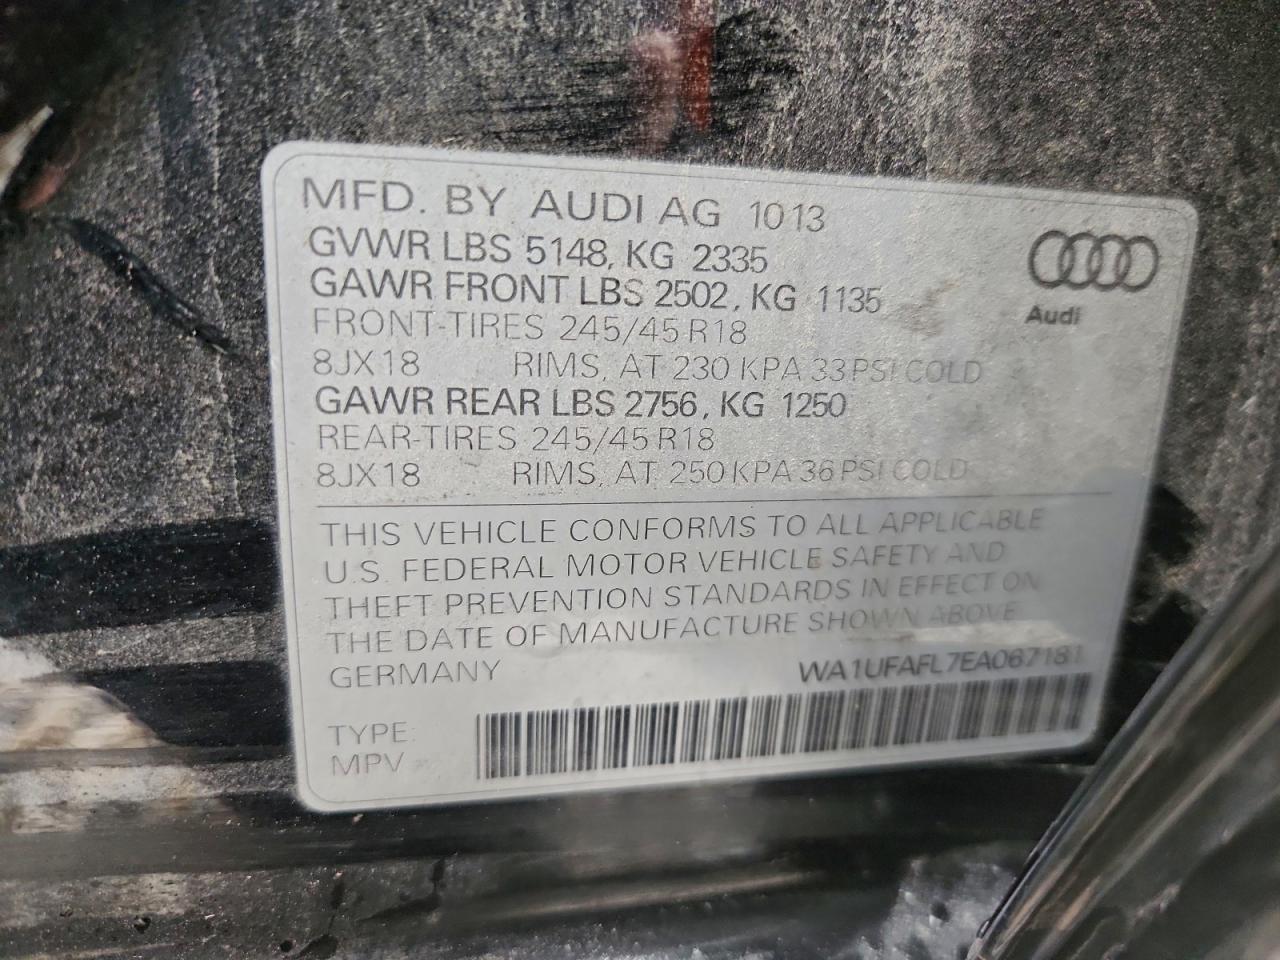 MFD. BY AUDI AG 1013
GVWR LBS 5148, KG 2335
GAWR FRONT LBS 2502, KG 1135
FRONT-TIRES 245/45 R18
8JX18 RIMS, AT 230 KPA 33 PSI COLD
GAWR REAR LBS 2756, KG 1250
REAR-TIRES 245/45 R18
8JX18 RIMS, AT 250 KPA 36 PSI COLD
Audi
THIS VEHICLE CONFORMS TO ALL APPLICABLE
U.S. FEDERAL MOTOR VEHICLE SAFETY AND
THEFT PREVENTION STANDARDS IN EFFECT ON
THE DATE OF MANUFACTURE SHOWN ABOVE
GERMANY WA1UFAFL7EA067181
TYPE:
MPV